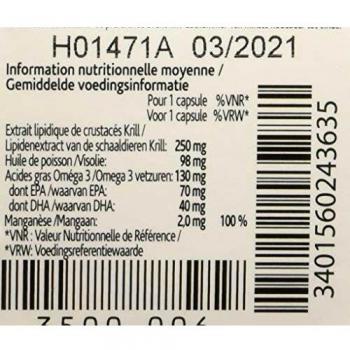 H01471A 03/2021
Information nutritionnelle moyenne /
Gemiddelde voedingsinformatie
Pour 1 capsule %VNR*/
Voor 1 capsule %VRW*
Extrait lipidique de crustacés Krill /
Lipidenextract van de schaaldieren Krill: 250 mg
Huile de poisson /Visolie: 98 mg
Acides gras Oméga 3 /Omega 3 vetzuren: 130 mg
dont EPA /waarvan EPA: 70 mg
dont DHA /waarvan DHA: 40 mg
Manganèse/Mangaan: 2,0 mg 100 %
*VNR : Valeur Nutritionnelle de Référence /
*VRW: Voedingsreferentiewaarde
3401560243635